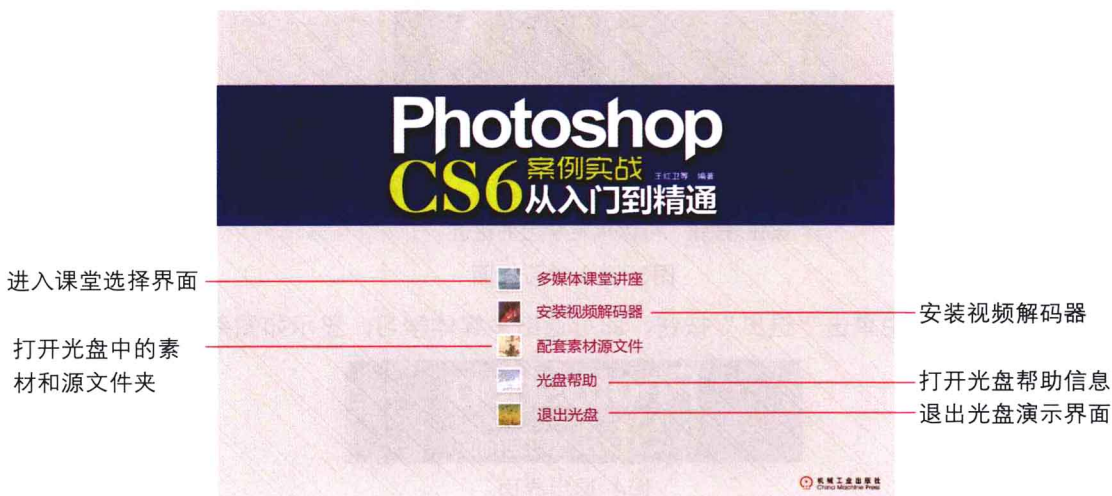 Photoshop
CS6 案例实战 王红卫等 编著
从入门到精通
进入课堂选择界面
多媒体课堂讲座
安装视频解码器
安装视频解码器
打开光盘中的素
材和源文件夹
配套素材源文件
光盘帮助
打开光盘帮助信息
退出光盘
退出光盘演示界面
机械工业出版社
China Machine Press